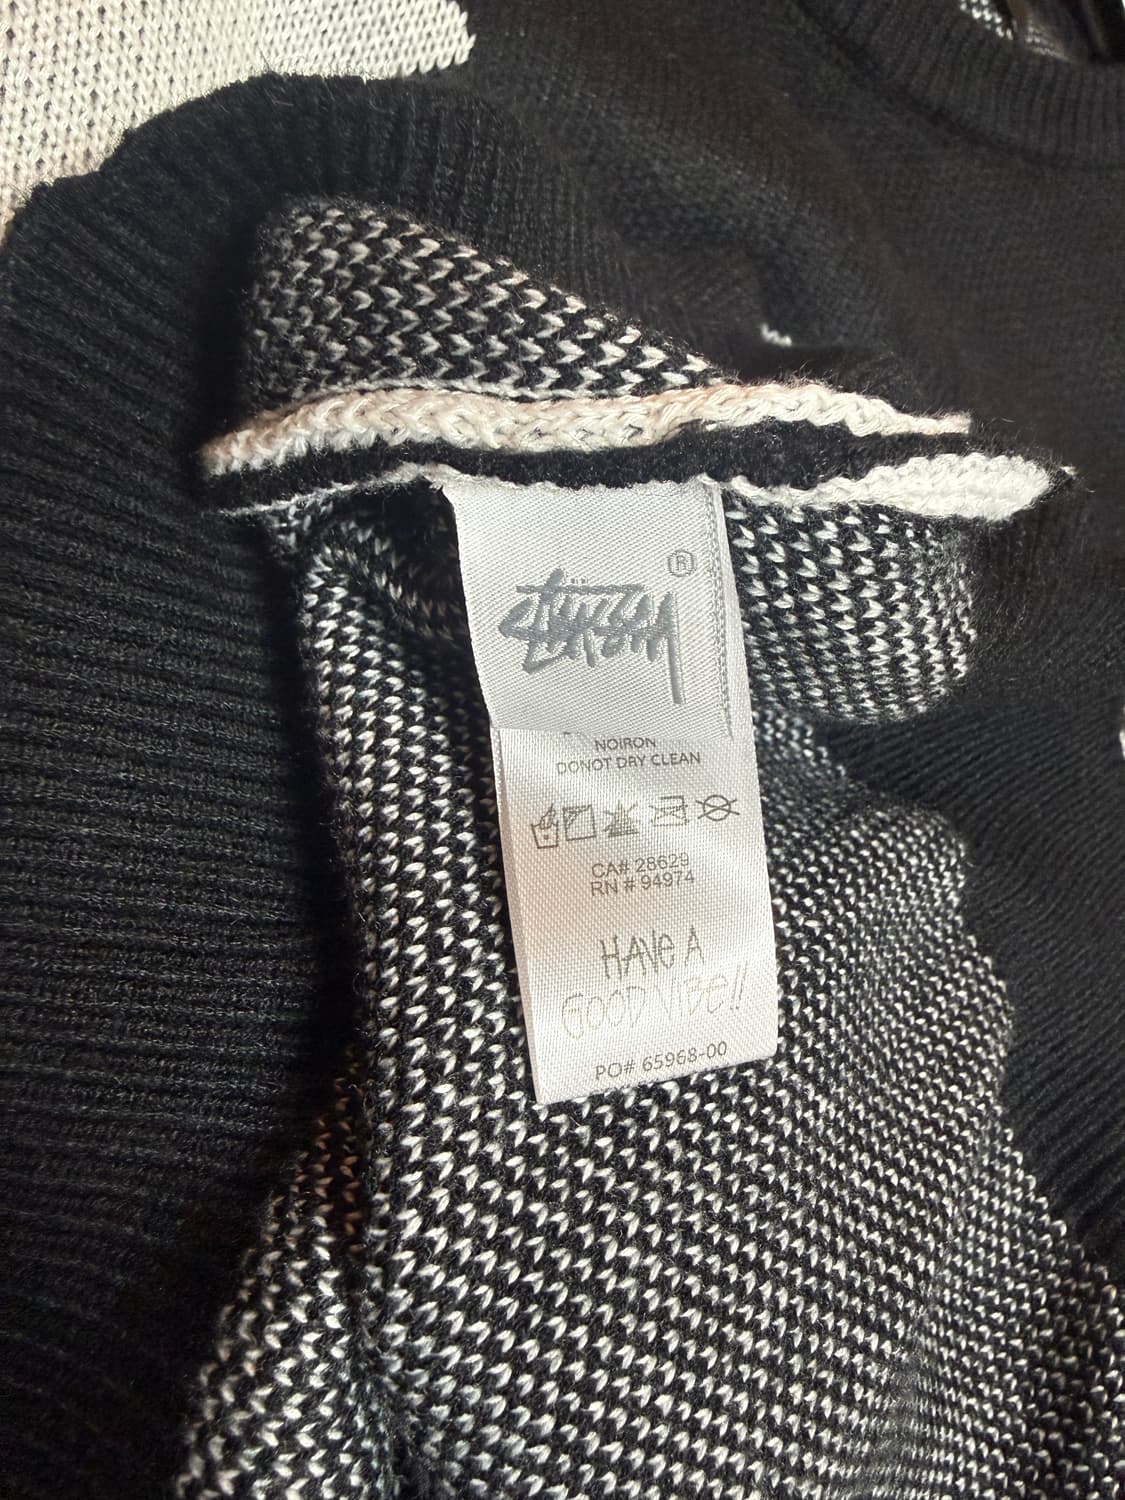 STÜSSY ®
NOIRON
DONOT DRY CLEAN
CA# 28629
RN # 94974
HAVE A
GOOD VIBE!!
PO# 65968-00